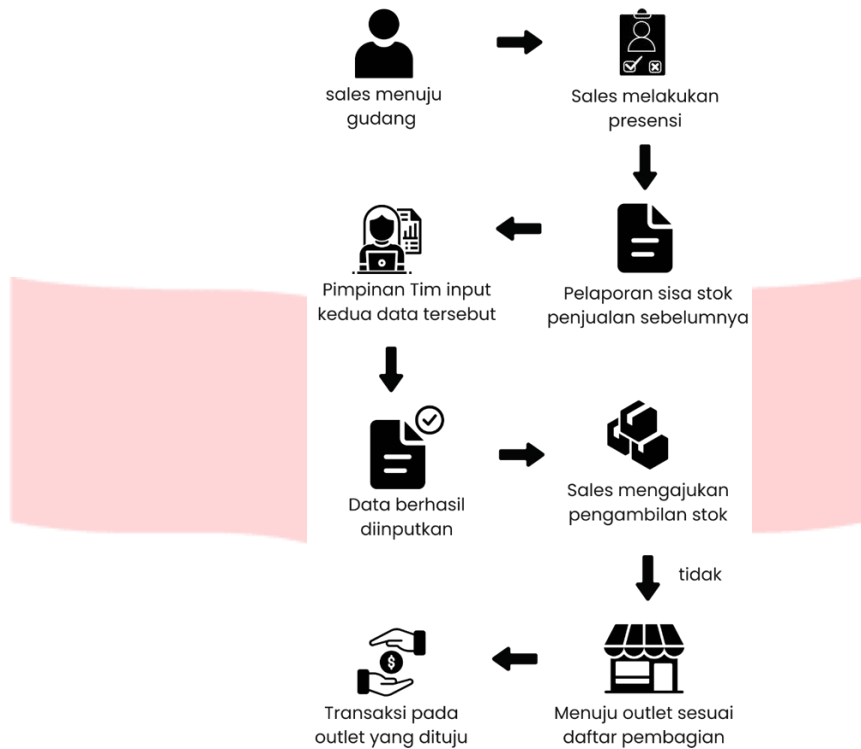 sales menuju
gudang
Sales melakukan
presensi
Pelaporan sisa stok
penjualan sebelumnya
Pimpinan Tim input
kedua data tersebut
Data berhasil
diinputkan
Sales mengajukan
pengambilan stok
tidak
Menuju outlet sesuai
daftar pembagian
Transaksi pada
outlet yang dituju